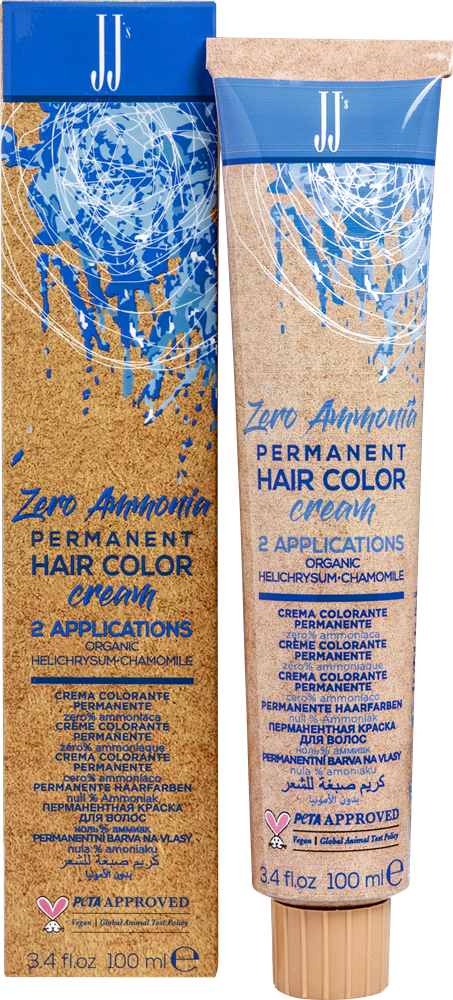 JJ's
Zero Ammonia
PERMANENT
HAIR COLOR
cream
2 APPLICATIONS
ORGANIC
HELICHRYSUM•CHAMOMILE
CREMA COLORANTE
PERMANENTE
zero% ammoniaca
CRÈME COLORANTE
PERMANENTE
zéro% ammoniaque
CREMA COLORANTE
PERMANENTE
cero% amoníaco
PERMANENTE HAARFARBEN
null % Ammoniak
ПЕРМАНЕНТНАЯ КРАСКА
ДЛЯ ВОЛОС
ноль% аммиак
PERMANENTNÍ BARVA NA VLASY
nula % amoniaku
كريم صبغة للشعر
بدون الأمونيا
PETA APPROVED
Vegan | Global Animal Test Policy
3.4 fl.oz 100 ml e
JJ's
Zero Ammonia
PERMANENT
HAIR COLOR
cream
2 APPLICATIONS
ORGANIC
HELICHRYSUM•CHAMOMILE
CREMA COLORANTE
PERMANENTE
zero% ammoniaca
CRÈME COLORANTE
PERMANENTE
zéro% ammoniaque
CREMA COLORANTE
PERMANENTE
cero% amoníaco
PERMANENTE HAARFARBEN
null % Ammoniak
ПЕРМАНЕНТНАЯ КРАСКА
ДЛЯ ВОЛОС
ноль% аммиак
PERMANENTNÍ BARVA NA VLASY
nula % amoniaku
كريم صبغة للشعر
بدون الأمونيا
PETA APPROVED
Vegan | Global Animal Test Policy
3.4 fl.oz 100 ml e